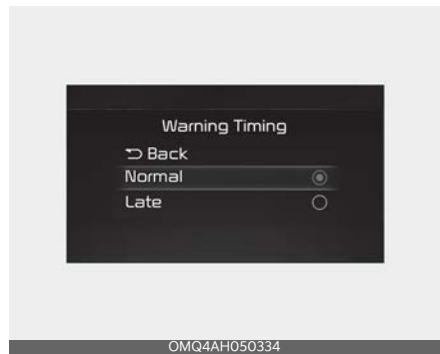 Warning Timing
⮌ Back
Normal
Late
OMQ4AH050334